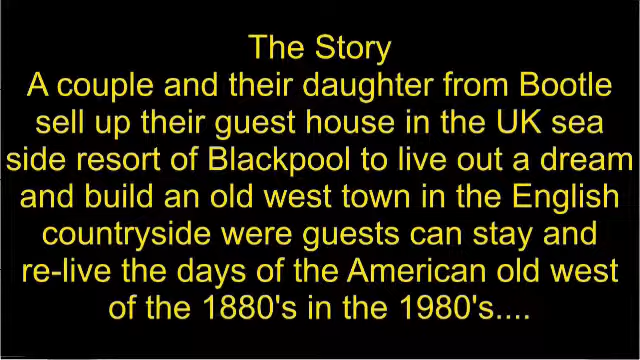 The Story
A couple and their daughter from Bootle
sell up their guest house in the UK sea
side resort of Blackpool to live out a dream
and build an old west town in the English
countryside were guests can stay and
re-live the days of the American old west
of the 1880's in the 1980's....